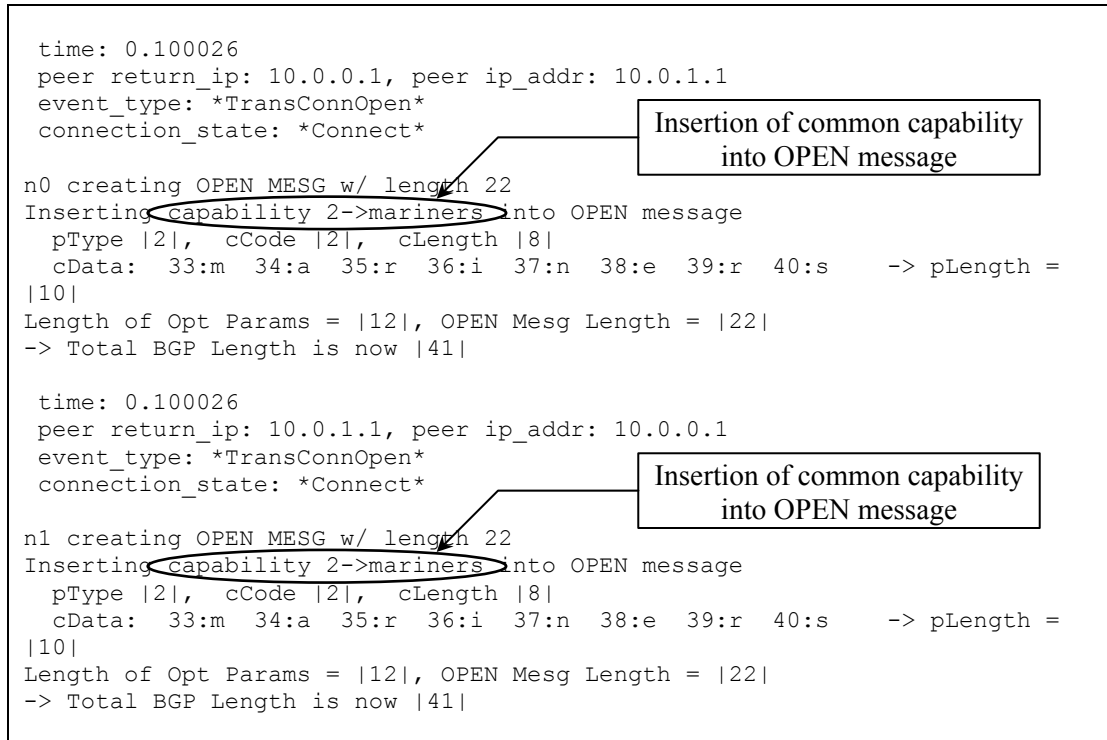 time: 0.100026
peer return_ip: 10.0.0.1, peer ip_addr: 10.0.1.1
event_type: *TransConnOpen*
connection_state: *Connect*
Insertion of common capability
into OPEN message
n0 creating OPEN MESG w/ length 22
Inserting capability 2->mariners into OPEN message
pType |2|, cCode |2|, cLength |8|
cData: 33:m 34:a 35:r 36:i 37:n 38:e 39:r 40:s -> pLength =
|10|
Length of Opt Params = |12|, OPEN Mesg Length = |22|
-> Total BGP Length is now |41|
time: 0.100026
peer return_ip: 10.0.1.1, peer ip_addr: 10.0.0.1
event_type: *TransConnOpen*
connection_state: *Connect*
Insertion of common capability
into OPEN message
n1 creating OPEN MESG w/ length 22
Inserting capability 2->mariners into OPEN message
pType |2|, cCode |2|, cLength |8|
cData: 33:m 34:a 35:r 36:i 37:n 38:e 39:r 40:s -> pLength =
|10|
Length of Opt Params = |12|, OPEN Mesg Length = |22|
-> Total BGP Length is now |41|